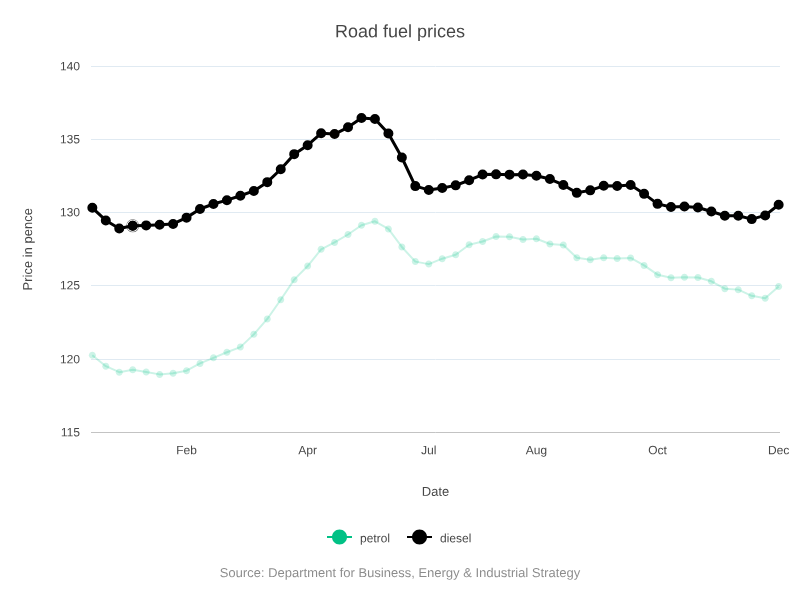 Road fuel prices
140
135
130
125
120
115
Price in pence
Feb Apr Jul Aug Oct Dec
Date
petrol diesel
Source: Department for Business, Energy & Industrial Strategy